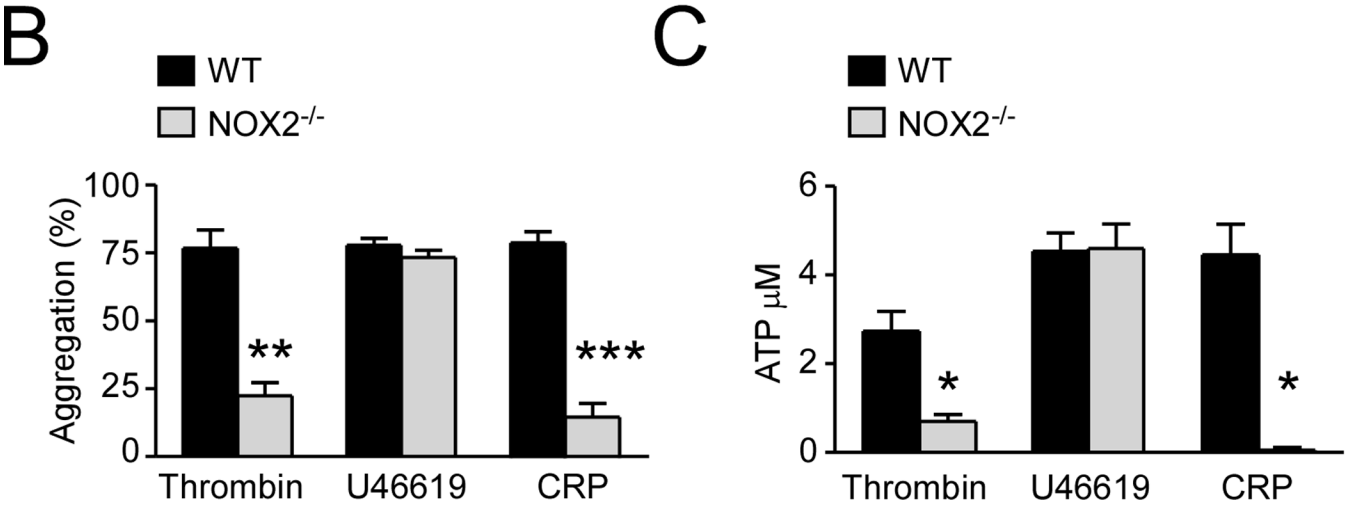 B
WT
NOX2-/-
Aggregation (%)
100
75
50
25
0
**
***
Thrombin U46619 CRP
C
WT
NOX2-/-
ATP μM
6
4
2
0
*
*
Thrombin U46619 CRP